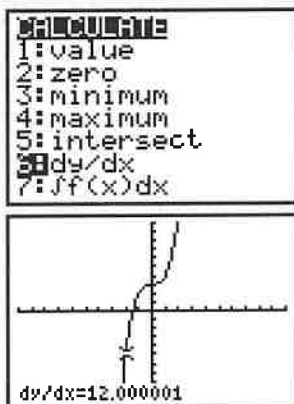 CALCULATE
1:value
2:zero
3:minimum
4:maximum
5:intersect
6:dy/dx
7:∫f(x)dx
dy/dx=12.000001